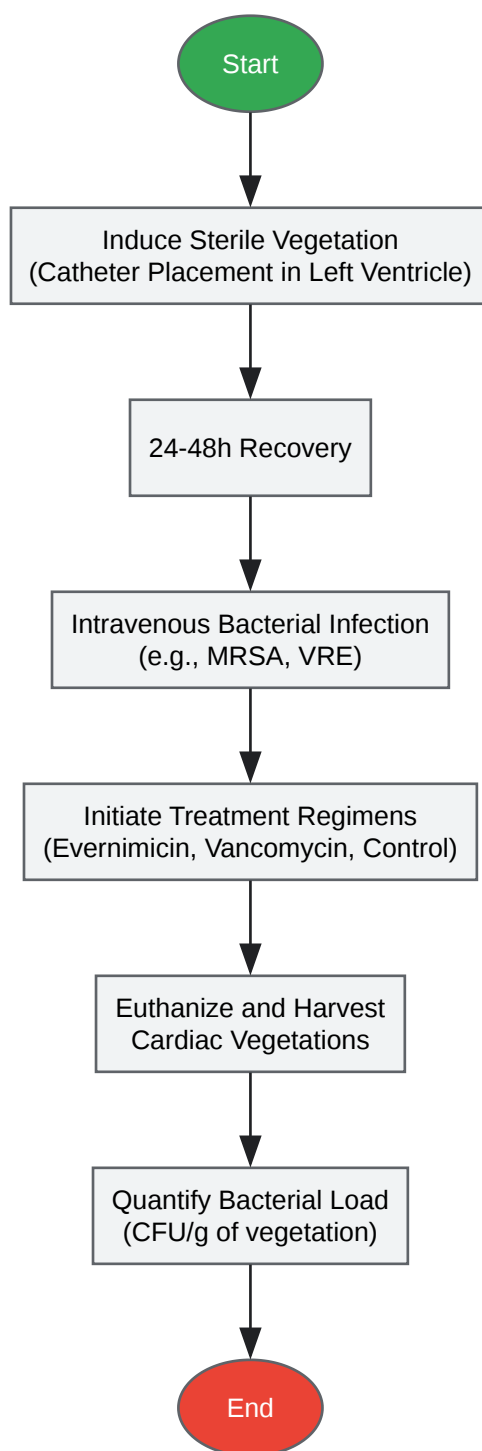 Start
Induce Sterile Vegetation
(Catheter Placement in Left Ventricle)
24-48h Recovery
Intravenous Bacterial Infection
(e.g., MRSA, VRE)
Initiate Treatment Regimens
(Evernimicin, Vancomycin, Control)
Euthanize and Harvest
Cardiac Vegetations
Quantify Bacterial Load
(CFU/g of vegetation)
End